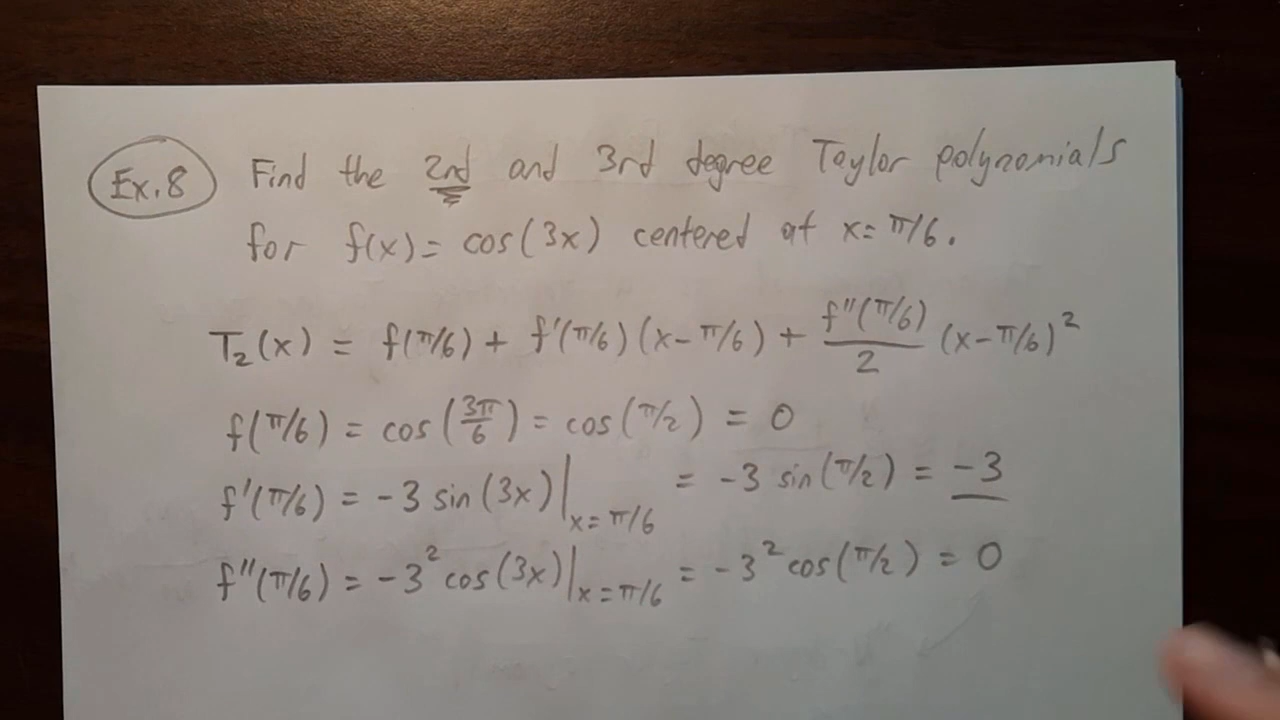 Ex. 8 Find the 2nd and 3rd degree Taylor polynomials
for f(x) = cos(3x) centered at x = π/6.
T₂(x) = f(π/6) + f'(π/6)(x-π/6) + f''(π/6)/2 (x-π/6)²
f(π/6) = cos(3π/6) = cos(π/2) = 0
f'(π/6) = -3 sin(3x)|x=π/6 = -3 sin(π/2) = -3
f''(π/6) = -3² cos(3x)|x=π/6 = -3² cos(π/2) = 0